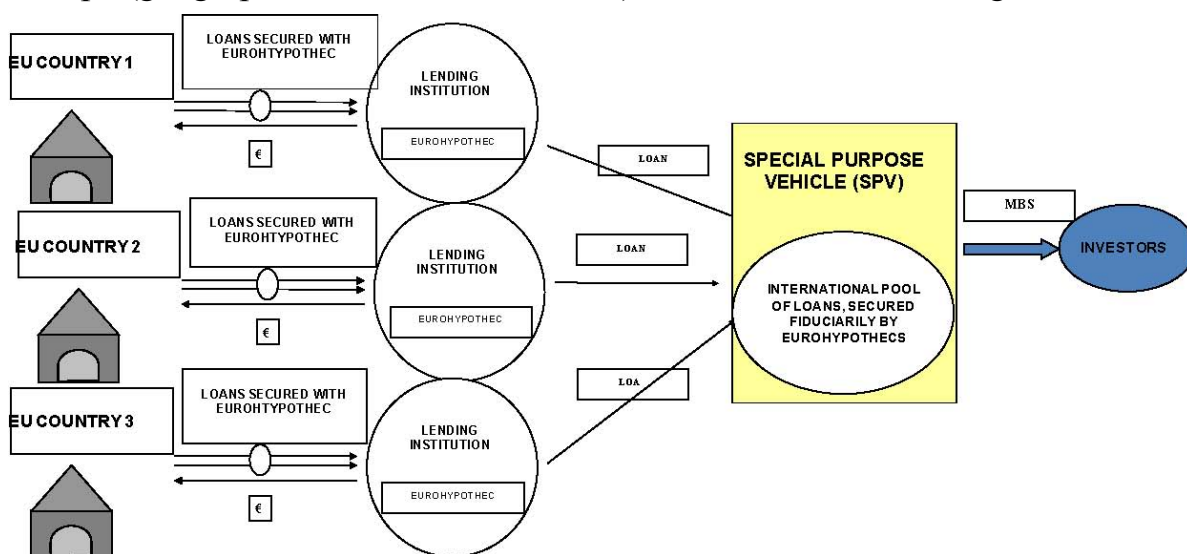 EU COUNTRY 1
LOANS SECURED WITH
EUROHTYPOTHEC
€
LENDING
INSTITUTION
EUROHYPOTHEC
LOAN
EU COUNTRY 2
LOANS SECURED WITH
EUROHTYPOTHEC
€
LENDING
INSTITUTION
EUROHYPOTHEC
LOAN
EU COUNTRY 3
LOANS SECURED WITH
EUROHTYPOTHEC
€
LENDING
INSTITUTION
EUROHYPOTHEC
LOA
SPECIAL PURPOSE
VEHICLE (SPV)
INTERNATIONAL POOL
OF LOANS, SECURED
FIDUCIARILY BY
EUROHYPOTHECS
MBS
INVESTORS